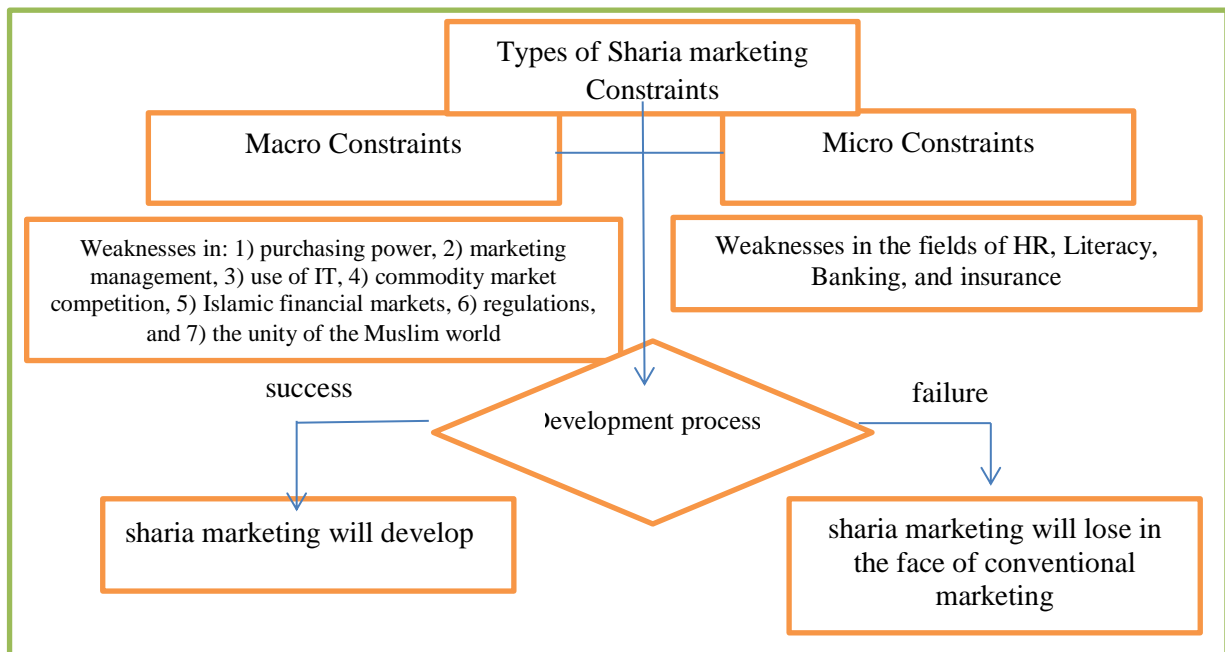 Types of Sharia marketing
Constraints
Macro Constraints
Micro Constraints
Weaknesses in: 1) purchasing power, 2) marketing
management, 3) use of IT, 4) commodity market
competition, 5) Islamic financial markets, 6) regulations,
and 7) the unity of the Muslim world
Weaknesses in the fields of HR, Literacy,
Banking, and insurance
success
failure
Development process
sharia marketing will develop
sharia marketing will lose in
the face of conventional
marketing